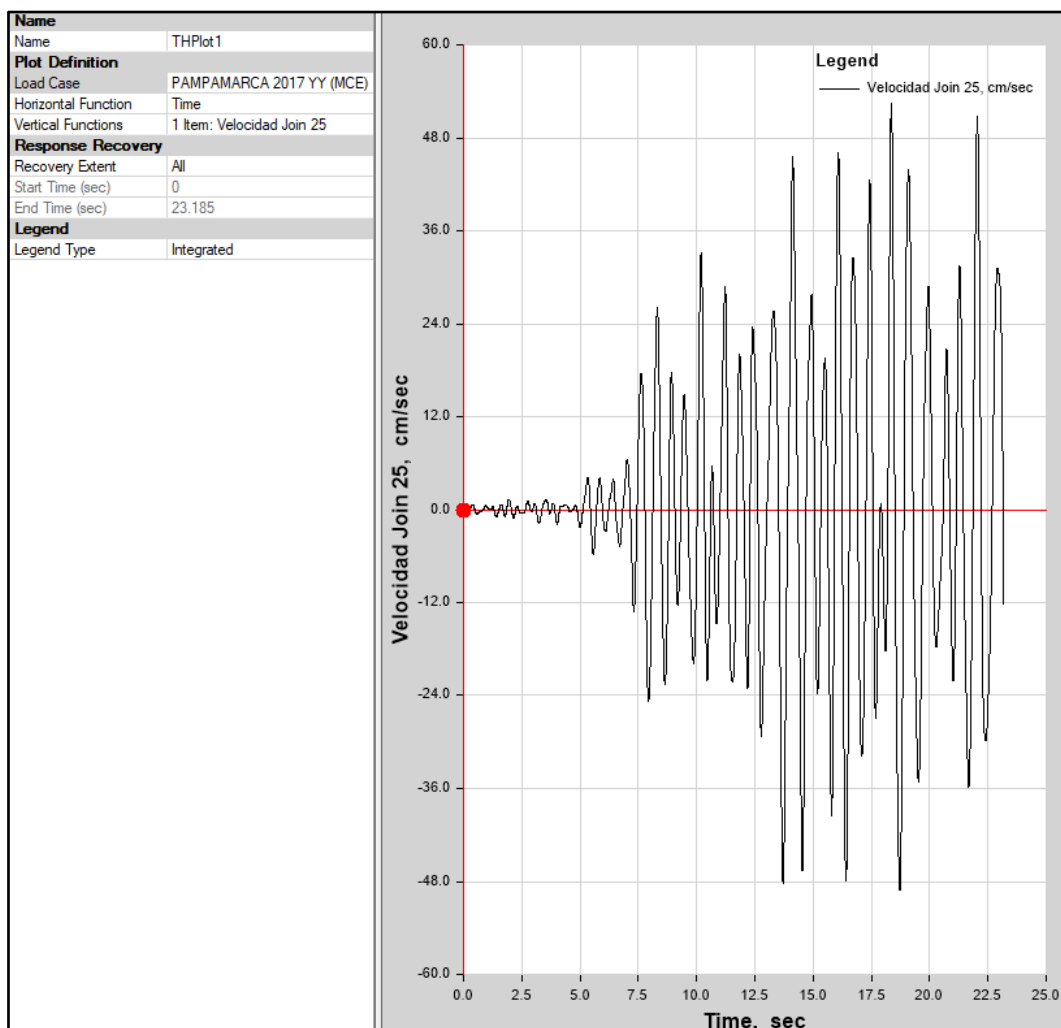 Name
Name THPlot1
Plot Definition
Load Case PAMPAMARCA 2017 YY (MCE)
Horizontal Function Time
Vertical Functions 1 Item: Velocidad Join 25
Response Recovery
Recovery Extent All
Start Time (sec) 0
End Time (sec) 23.185
Legend
Legend Type Integrated
Legend
Velocidad Join 25, cm/sec
Velocidad Join 25, cm/sec
60.0
48.0
36.0
24.0
12.0
0.0
-12.0
-24.0
-36.0
-48.0
-60.0
0.0 2.5 5.0 7.5 10.0 12.5 15.0 17.5 20.0 22.5 25.0
Time, sec